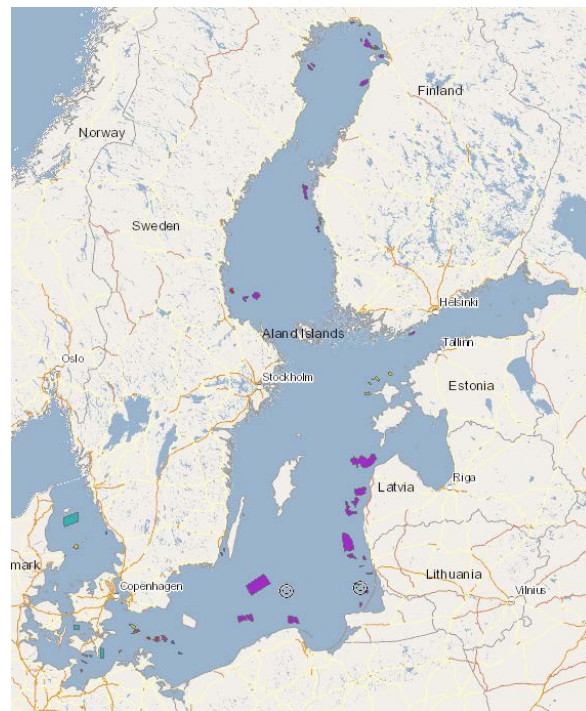 Finland
Norway
Sweden
Helsinki
Aland Islands
Tallinn
Oslo
Stockholm
Estonia
Riga
Latvia
mark
Copenhagen
Lithuania
Vilnius